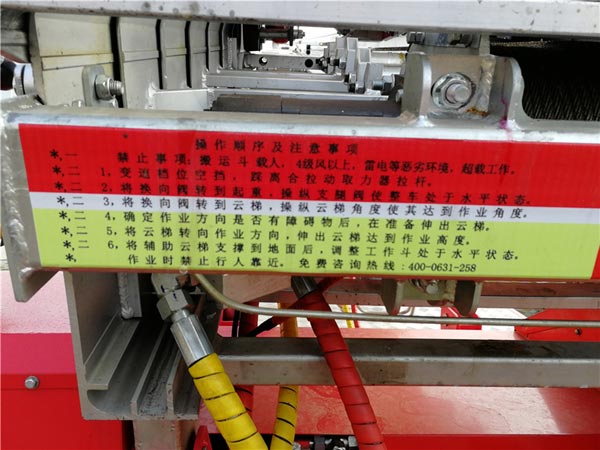 操作顺序及注意事项
*,一 禁止事项:搬运斗载人,4级风以上,雷电等恶劣环境,超载工作。
*,二 1,变速档位空挡,踩离合拉动取力器拉杆。
*,二 2,将换向阀转到起重,操纵支腿阀使整车处于水平状态。
*,二 3,将换向阀转到云梯,操纵云梯角度使其达到作业角度。
*,二 4,确定作业方向是否有障碍物后,在准备伸出云梯。
*,二 5,将云梯转向作业方向,伸出云梯达到作业高度。
*,二 6,将辅助云梯支撑到地面后,调整工作斗处于水平状态。
*, 作业时禁止行人靠近。免费咨询热线:400-0631-258